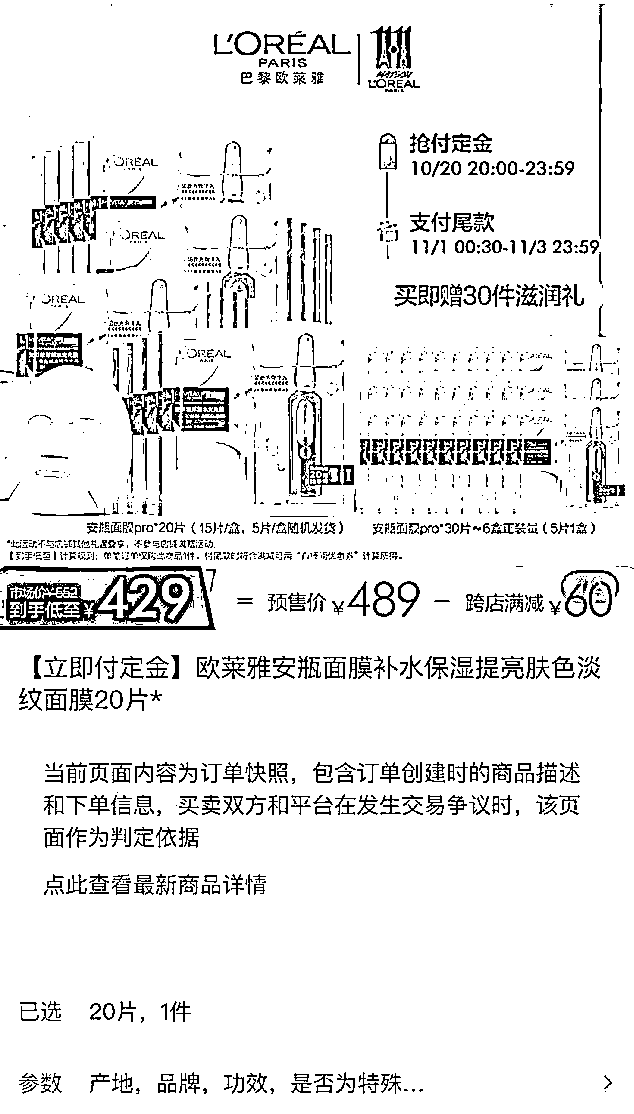 L'ORÉAL
PARIS
巴黎欧莱雅
L'ORÉAL
PARIS
抢付定金
10/20 20:00-23:59
支付尾款
11/1 00:30-11/3 23:59
买即赠30件滋润礼
ORÉAL
ORÉAL
ORÉAL
ORÉAL
安瓶面膜pro*20片（15片/盒，5片/盒随机发货）
安瓶面膜pro*30片~6盒正装量（5片1盒）
到手低至¥429 = 预售价¥489 - 跨店满减¥60
【立即付定金】欧莱雅安瓶面膜补水保湿提亮肤色淡
纹面膜20片*
当前页面内容为订单快照，包含订单创建时的商品描述
和下单信息，买卖双方和平台在发生交易争议时，该页
面作为判定依据
点此查看最新商品详情
已选 20片，1件
参数 产地，品牌，功效，是否为特殊...